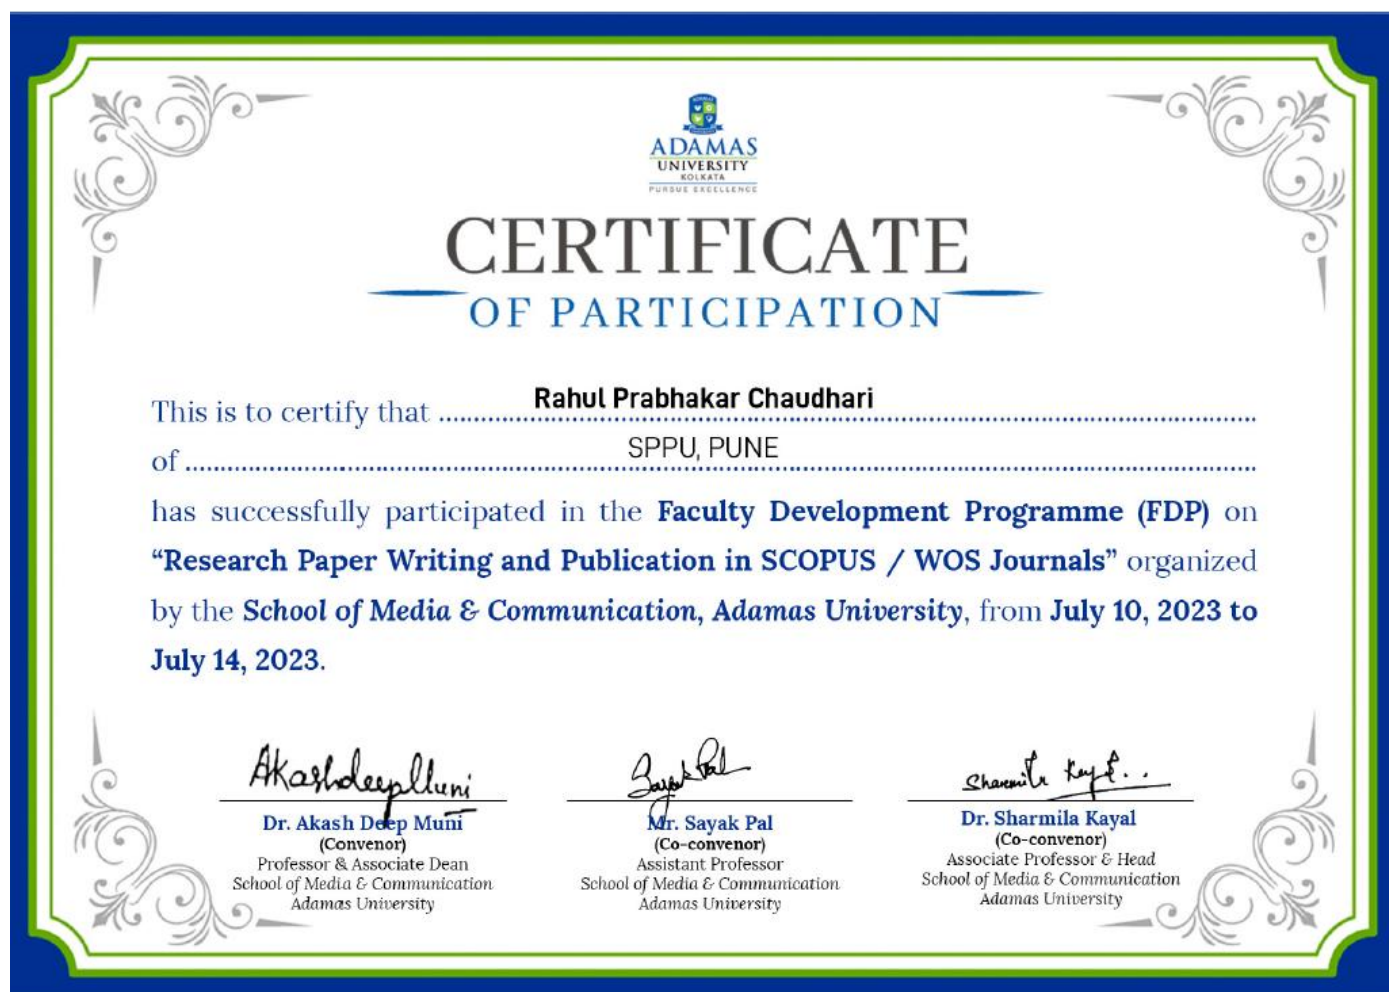 ADAMAS
UNIVERSITY
KOLKATA
PURSUE EXCELLENCE
CERTIFICATE
OF PARTICIPATION
This is to certify that Rahul Prabhakar Chaudhari
of SPPU, PUNE
has successfully participated in the Faculty Development Programme (FDP) on
“Research Paper Writing and Publication in SCOPUS / WOS Journals” organized
by the School of Media & Communication, Adamas University, from July 10, 2023 to
July 14, 2023.
Akashdeep Muni
Sayak Pal
Sharmila Kayal..
Dr. Akash Deep Muni
(Convenor)
Professor & Associate Dean
School of Media & Communication
Adamas University
Mr. Sayak Pal
(Co-convenor)
Assistant Professor
School of Media & Communication
Adamas University
Dr. Sharmila Kayal
(Co-convenor)
Associate Professor & Head
School of Media & Communication
Adamas University